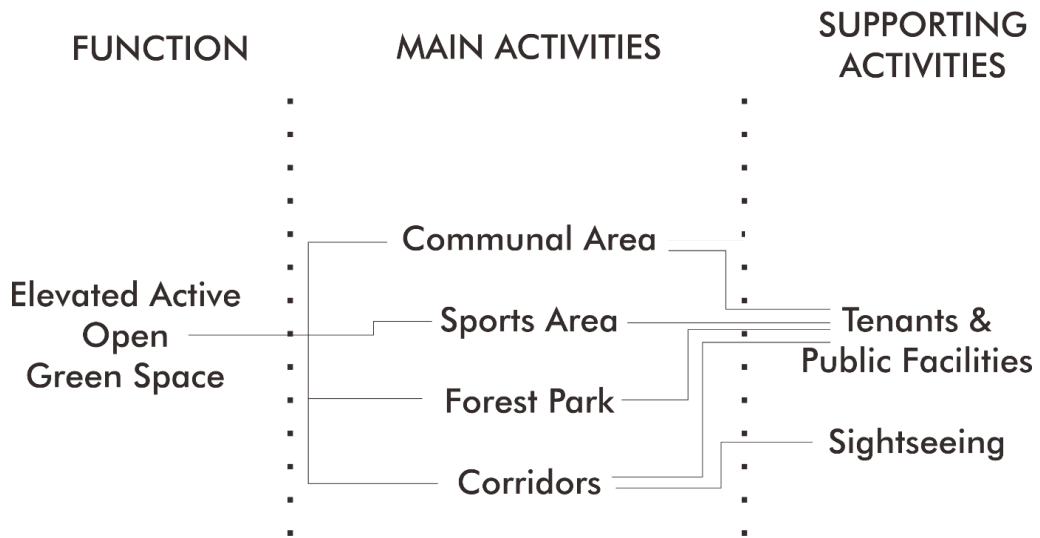 FUNCTION
MAIN ACTIVITIES
SUPPORTING
ACTIVITIES
Elevated Active
Open
Green Space
Communal Area
Sports Area
Forest Park
Corridors
Tenants &
Public Facilities
Sightseeing